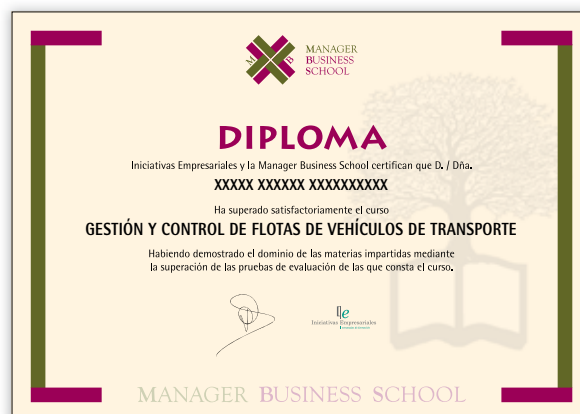 MANAGER
BUSINESS
SCHOOL
M B
DIPLOMA
Iniciativas Empresariales y la Manager Business School certifican que D. / Dña.
XXXXX XXXXXX XXXXXXXXXX
Ha superado satisfactoriamente el curso
GESTIÓN Y CONTROL DE FLOTAS DE VEHÍCULOS DE TRANSPORTE
Habiendo demostrado el dominio de las materias impartidas mediante
la superación de las pruebas de evaluación de las que consta el curso.
Iniciativas Empresariales
MANAGER BUSINESS SCHOOL